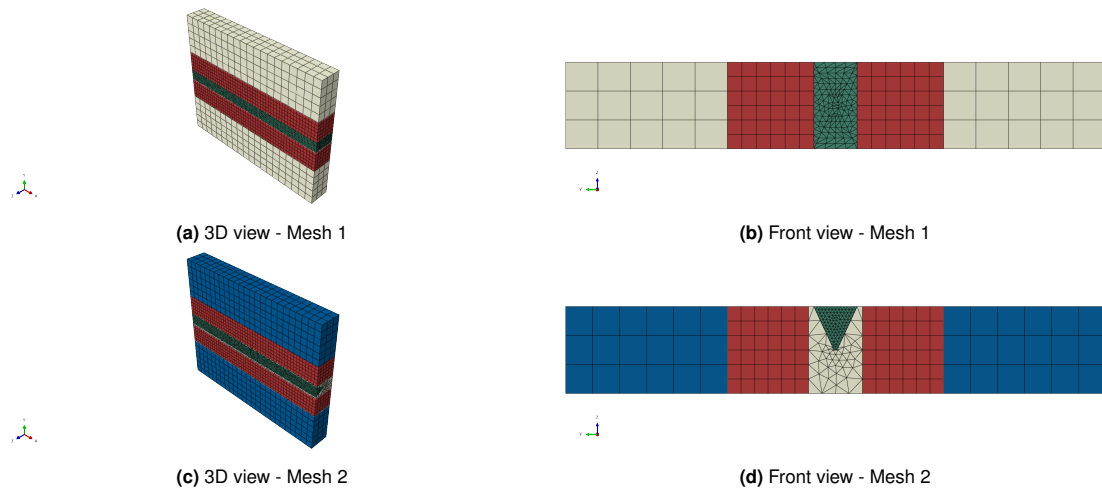 (a) 3D view - Mesh 1
(b) Front view - Mesh 1
(c) 3D view - Mesh 2
(d) Front view - Mesh 2